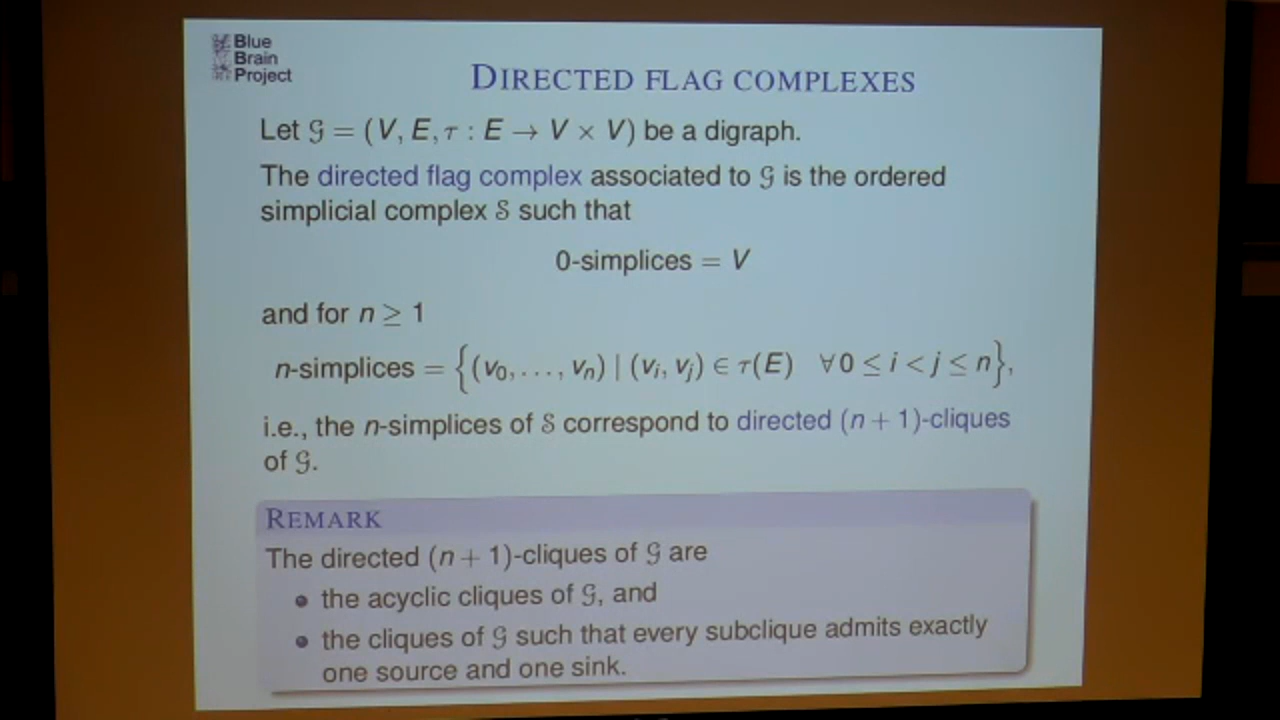 Blue
Brain
Project
DIRECTED FLAG COMPLEXES
Let 𝒢 = (V, E, τ : E → V × V) be a digraph.
The directed flag complex associated to 𝒢 is the ordered
simplicial complex 𝒮 such that
0-simplices = V
and for n ≥ 1
n-simplices = {(v₀, …, vₙ) | (vᵢ, vⱼ) ∈ τ(E) ∀ 0 ≤ i < j ≤ n},
i.e., the n-simplices of 𝒮 correspond to directed (n + 1)-cliques
of 𝒢.
REMARK
The directed (n + 1)-cliques of 𝒢 are
• the acyclic cliques of 𝒢, and
• the cliques of 𝒢 such that every subclique admits exactly
one source and one sink.